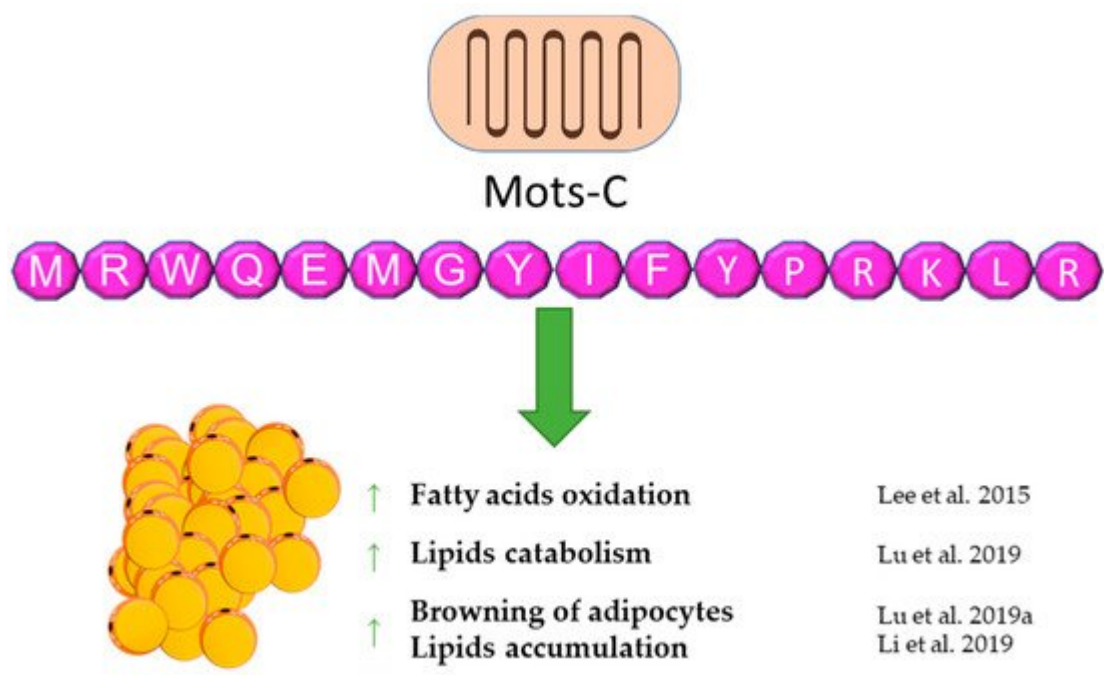 Mots-C
M R W Q E M G Y I F Y P R K L R
↑ Fatty acids oxidation Lee et al. 2015
↑ Lipids catabolism Lu et al. 2019
↑ Browning of adipocytes Lu et al. 2019a
Lipids accumulation Li et al. 2019